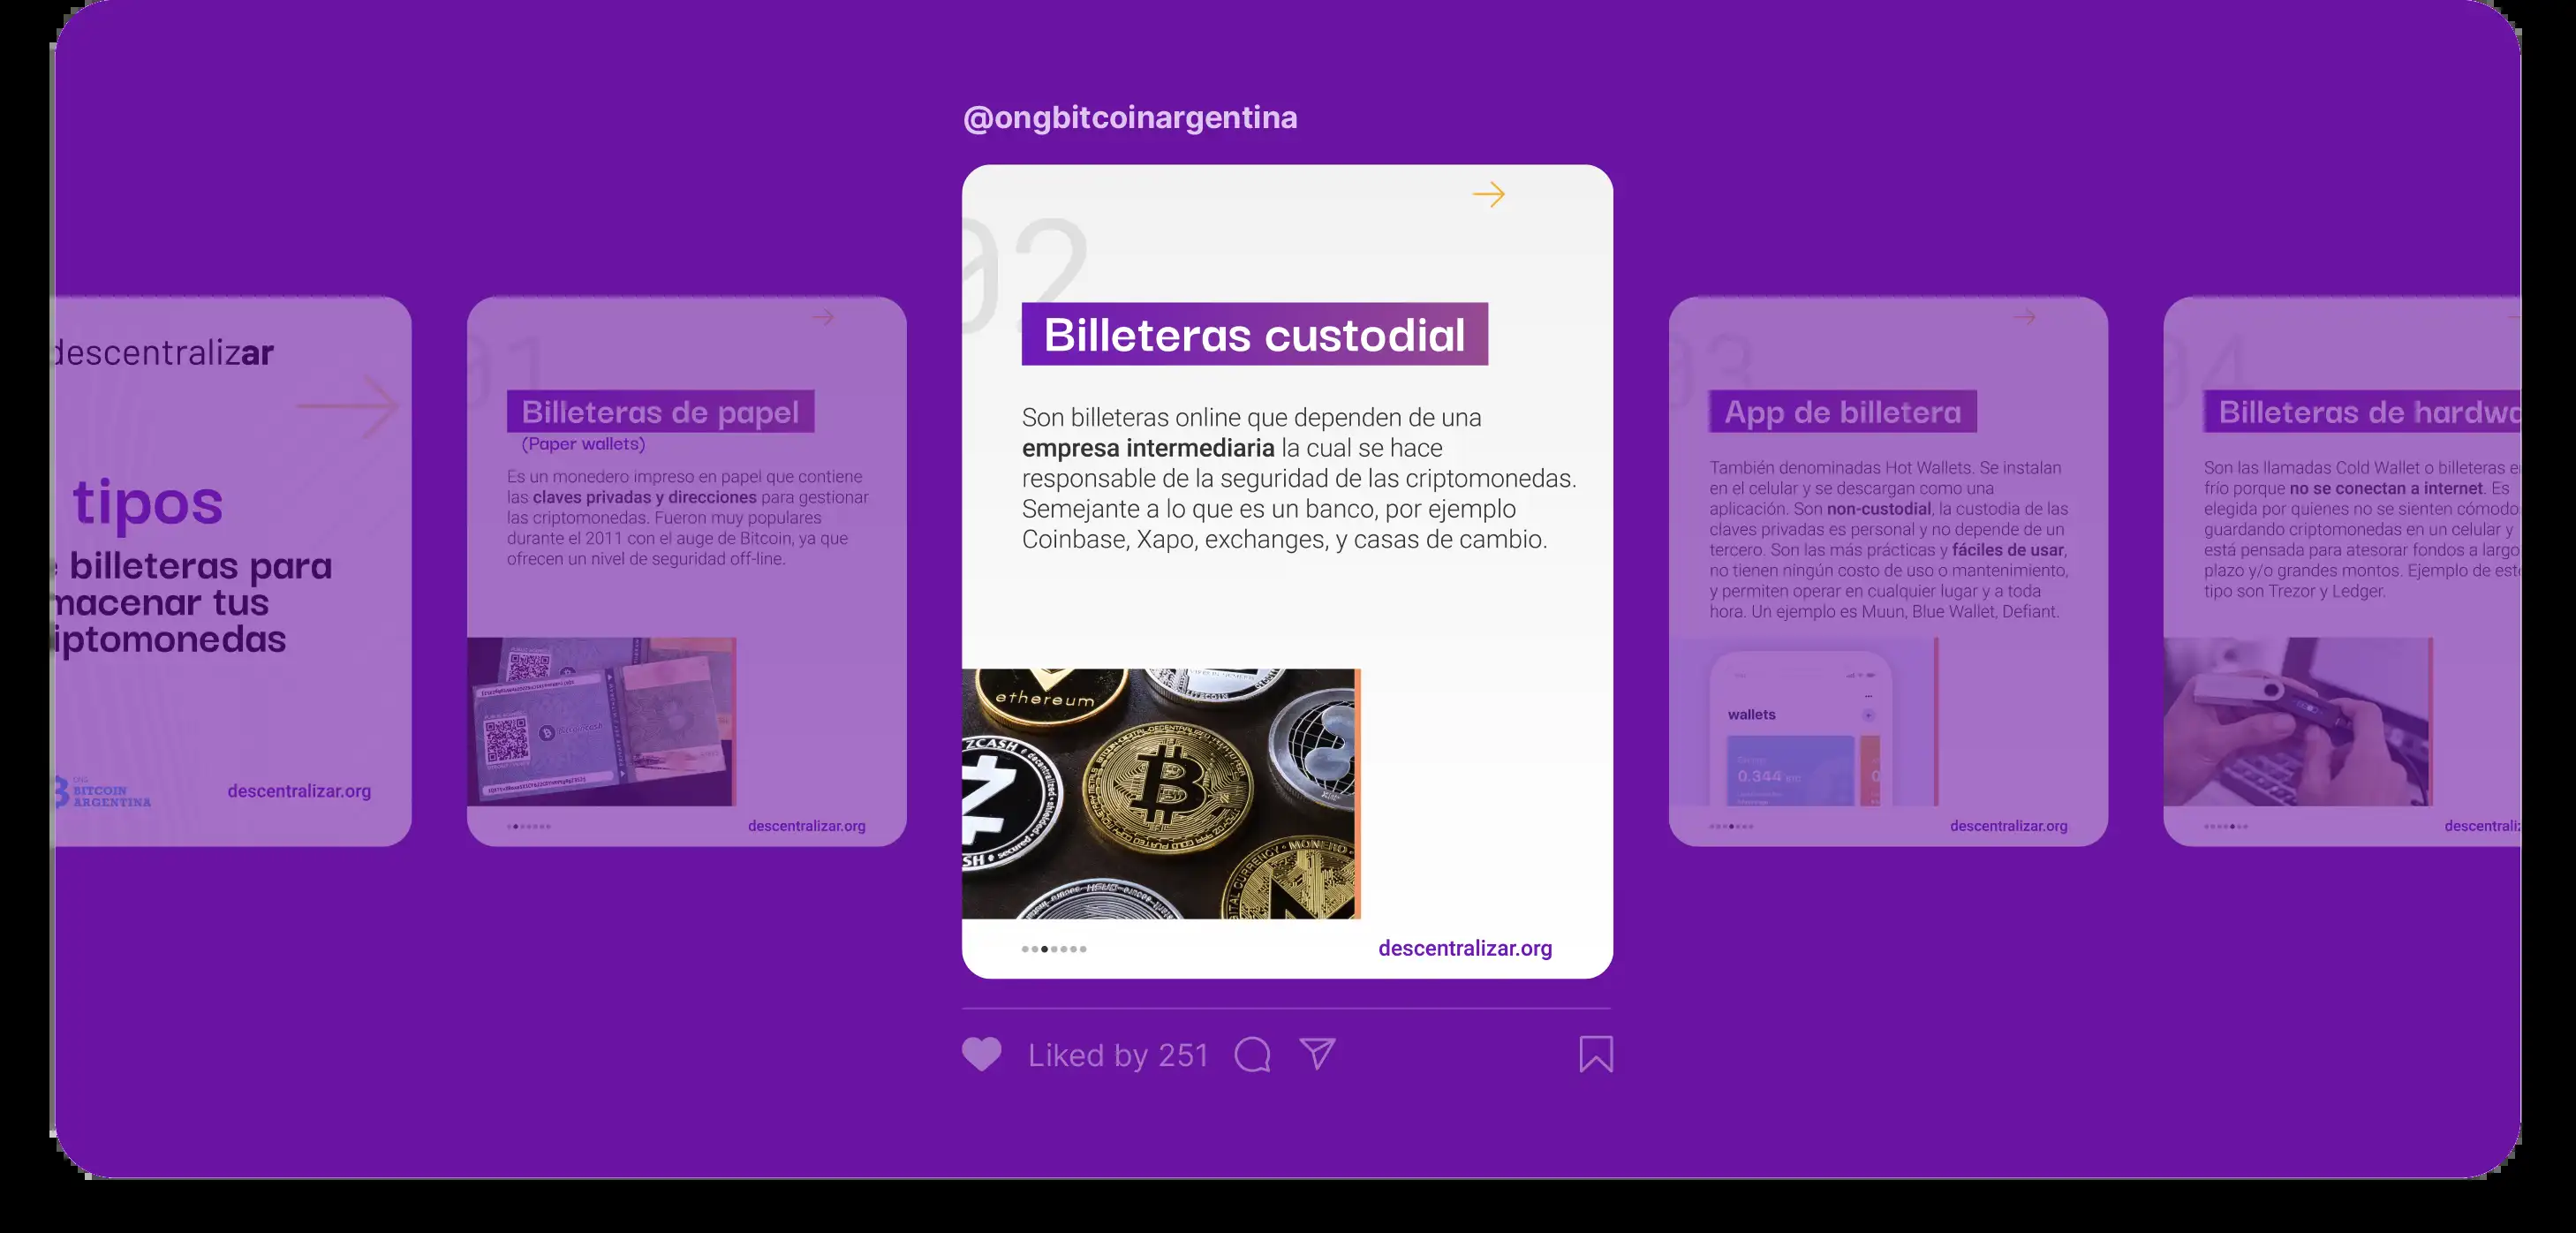 @ongbitcoinargentina
descentralizar
tipos
billeteras para
macenar tus
iptomonedas
ONG
BITCOIN
ARGENTINA
descentralizar.org
01
Billeteras de papel
(Paper wallets)
Es un monedero impreso en papel que contiene
las claves privadas y direcciones para gestionar
las criptomonedas. Fueron muy populares
durante el 2011 con el auge de Bitcoin, ya que
ofrecen un nivel de seguridad off-line.
descentralizar.org
02
Billeteras custodial
Son billeteras online que dependen de una
empresa intermediaria la cual se hace
responsable de la seguridad de las criptomonedas.
Semejante a lo que es un banco, por ejemplo
Coinbase, Xapo, exchanges, y casas de cambio.
ethereum
ZCASH
MONERO
descentralizar.org
03
App de billetera
También denominadas Hot Wallets. Se instalan
en el celular y se descargan como una
aplicación. Son non-custodial, la custodia de las
claves privadas es personal y no depende de un
tercero. Son las más prácticas y fáciles de usar,
no tienen ningún costo de uso o mantenimiento,
y permiten operar en cualquier lugar y a toda
hora. Un ejemplo es Muun, Blue Wallet, Defiant.
wallets
0.344
descentralizar.org
04
Billeteras de hardwa
Son las llamadas Cold Wallet o billeteras e
frío porque no se conectan a internet. Es
elegida por quienes no se sienten cómodo
guardando criptomonedas en un celular y
está pensada para atesorar fondos a largo
plazo y/o grandes montos. Ejemplo de est
tipo son Trezor y Ledger.
descentraliz
Liked by 251